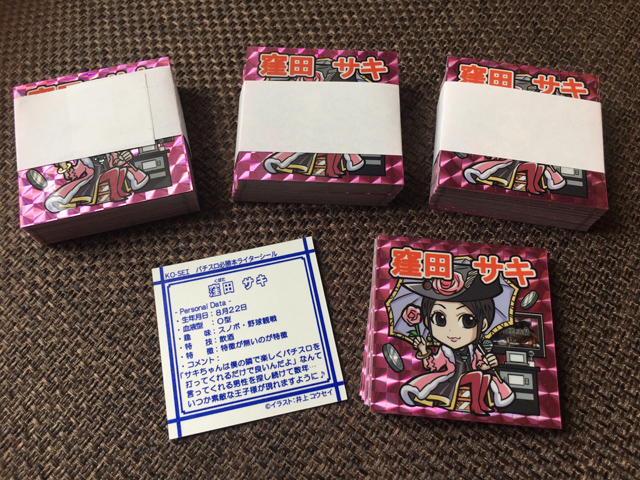 窪田 サキ
窪田 サキ
KO-SEI パチスロ必勝本ライターシール
くぼた
窪田 サキ
- Personal Data -
・生年月日：8月22日
・血液型：O型
・趣 味：スノボ・野球観戦
・特 技：飲酒
・特 徴：特徴が無いのが特徴
・コメント：
「サキちゃんは僕の隣で楽しくパチスロを
打ってくれるだけで良いんだよ」なんて
言ってくれる男性を探し続けて数年…
いつか素敵な王子様が現れますように♪
©イラスト：井上コウセイ
窪田 サキ